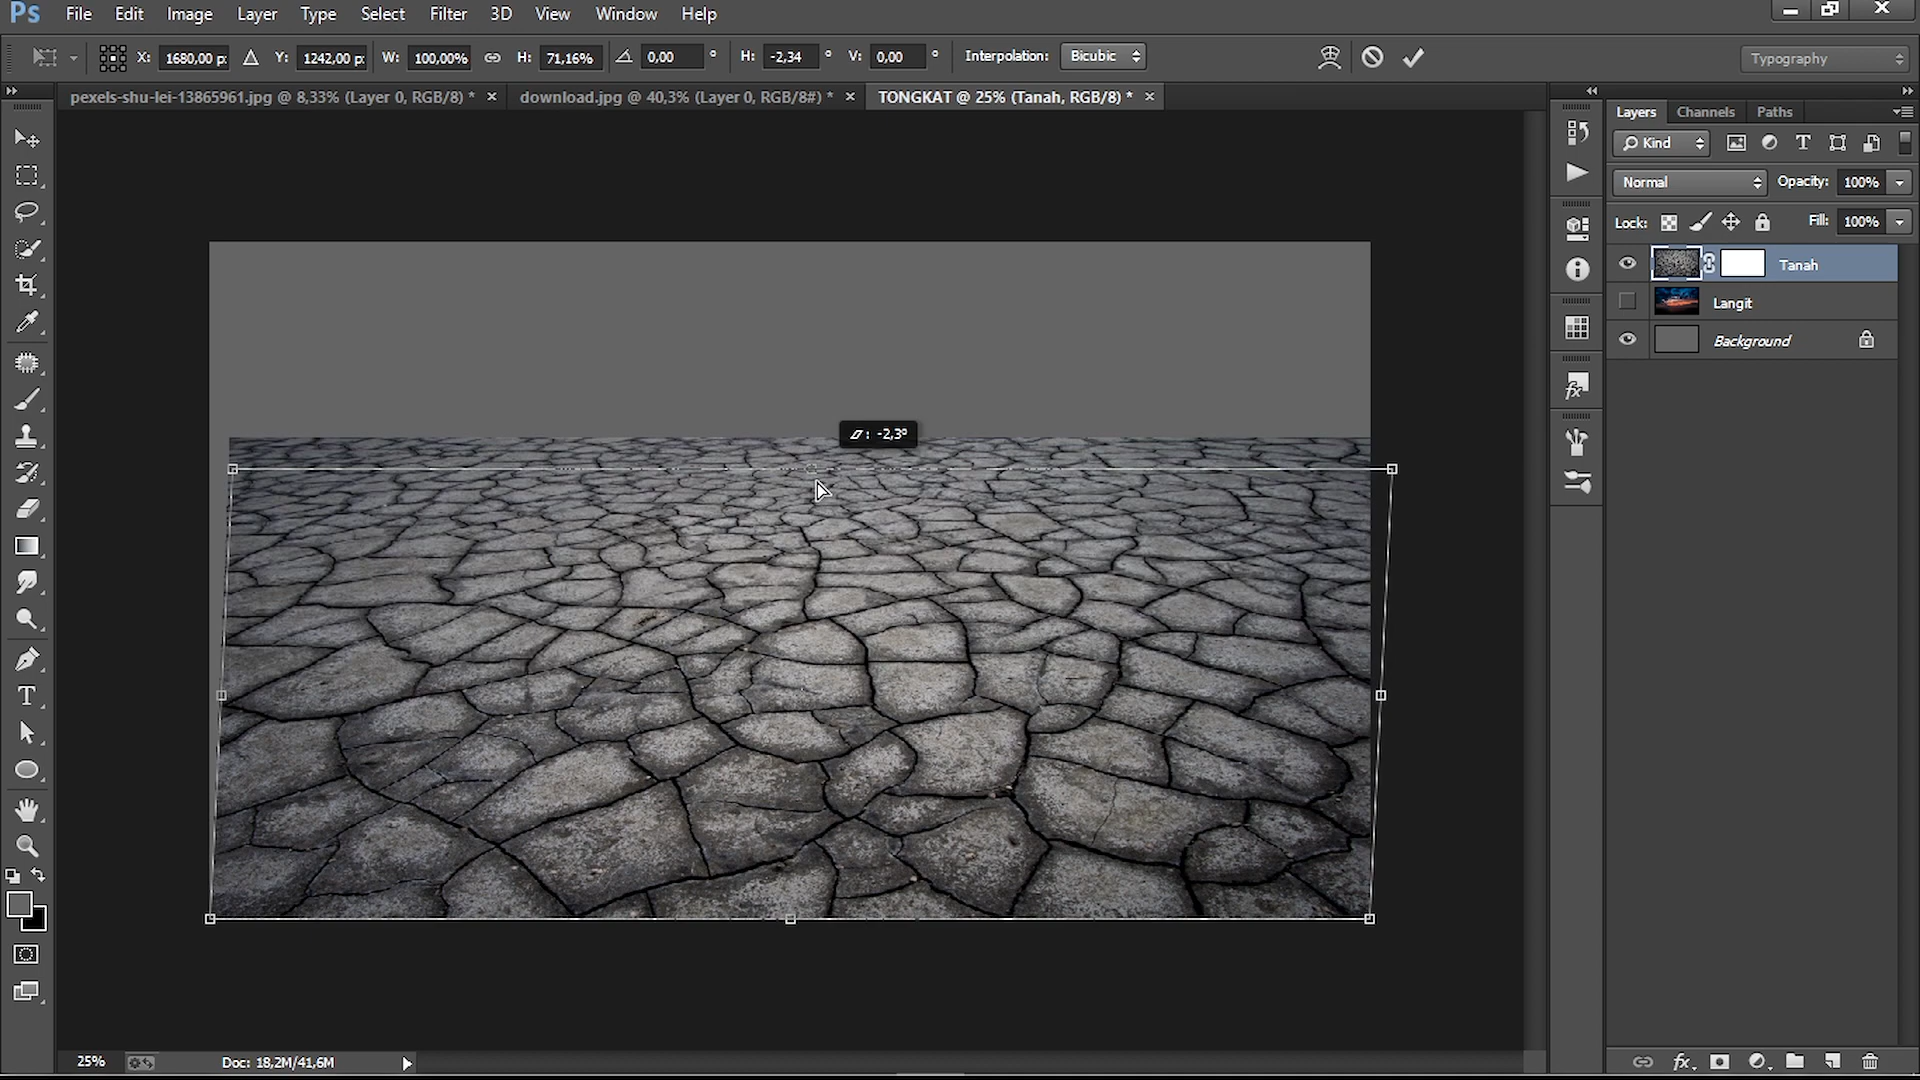 Ps File Edit Image Layer Type Select Filter 3D View Window Help
X: 1680,00 p: Y: 1242,00 p: W: 100,00% H: 71,16% 0,00 ° H: -2,34 ° V: 0,00 ° Interpolation: Bicubic Typography
pexels-shu-lei-13865961.jpg @ 8,33% (Layer 0, RGB/8) * × download.jpg @ 40,3% (Layer 0, RGB/8#) * × TONGKAT @ 25% (Tanah, RGB/8) * ×
Layers Channels Paths
Kind
Normal Opacity: 100%
Lock: Fill: 100%
Tanah
Langit
Background
-2,3°
25% Doc: 18,2M/41,6M